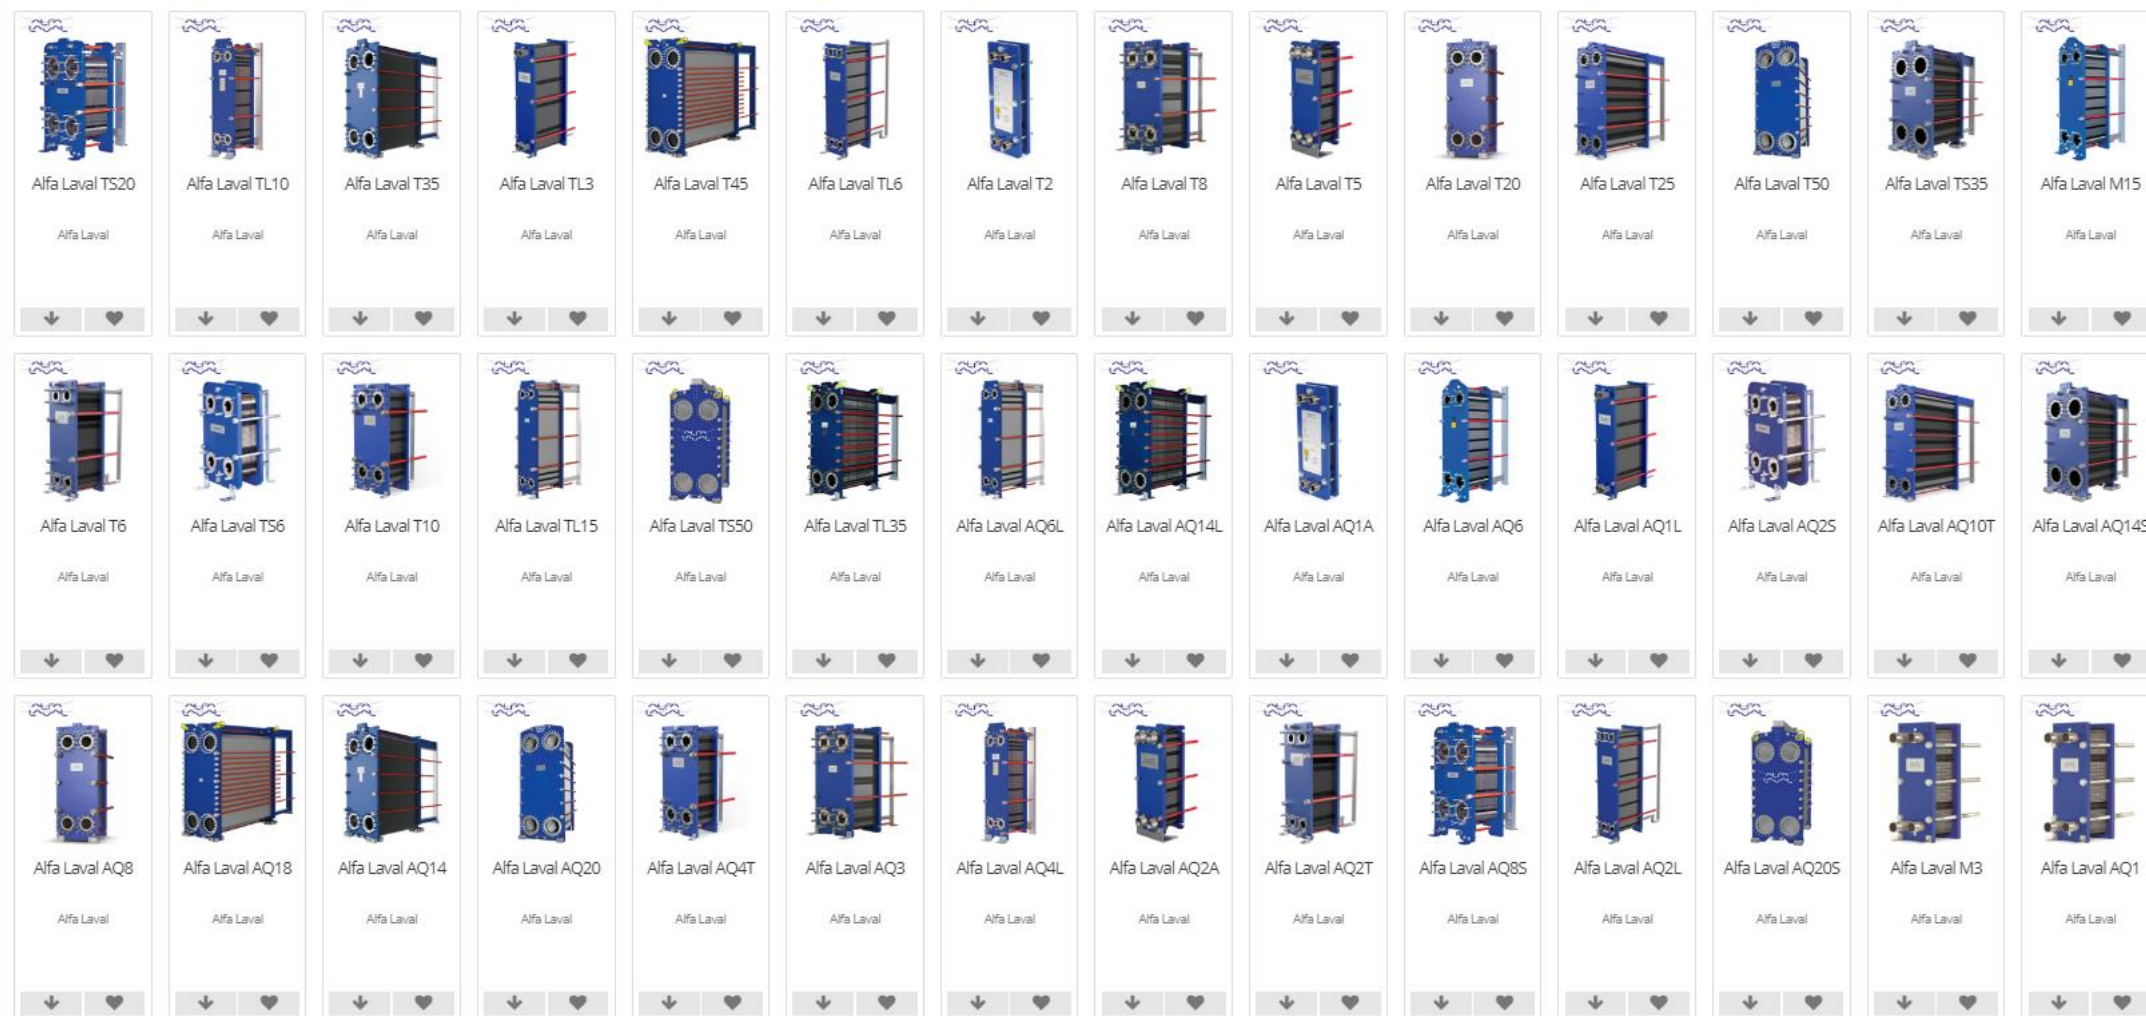 Alfa Laval TS20
Alfa Laval TL10
Alfa Laval T35
Alfa Laval TL3
Alfa Laval T45
Alfa Laval TL6
Alfa Laval T2
Alfa Laval T8
Alfa Laval T5
Alfa Laval T20
Alfa Laval T25
Alfa Laval T50
Alfa Laval TS35
Alfa Laval M15
Alfa Laval
Alfa Laval
Alfa Laval
Alfa Laval
Alfa Laval
Alfa Laval
Alfa Laval
Alfa Laval
Alfa Laval
Alfa Laval
Alfa Laval
Alfa Laval
Alfa Laval
Alfa Laval
Alfa Laval T6
Alfa Laval TS6
Alfa Laval T10
Alfa Laval TL15
Alfa Laval TS50
Alfa Laval TL35
Alfa Laval AQ6L
Alfa Laval AQ14L
Alfa Laval AQ1A
Alfa Laval AQ6
Alfa Laval AQ1L
Alfa Laval AQ2S
Alfa Laval AQ10T
Alfa Laval AQ14S
Alfa Laval
Alfa Laval
Alfa Laval
Alfa Laval
Alfa Laval
Alfa Laval
Alfa Laval
Alfa Laval
Alfa Laval
Alfa Laval
Alfa Laval
Alfa Laval
Alfa Laval
Alfa Laval
Alfa Laval AQ8
Alfa Laval AQ18
Alfa Laval AQ14
Alfa Laval AQ20
Alfa Laval AQ4T
Alfa Laval AQ3
Alfa Laval AQ4L
Alfa Laval AQ2A
Alfa Laval AQ2T
Alfa Laval AQ8S
Alfa Laval AQ2L
Alfa Laval AQ20S
Alfa Laval M3
Alfa Laval AQ1
Alfa Laval
Alfa Laval
Alfa Laval
Alfa Laval
Alfa Laval
Alfa Laval
Alfa Laval
Alfa Laval
Alfa Laval
Alfa Laval
Alfa Laval
Alfa Laval
Alfa Laval
Alfa Laval